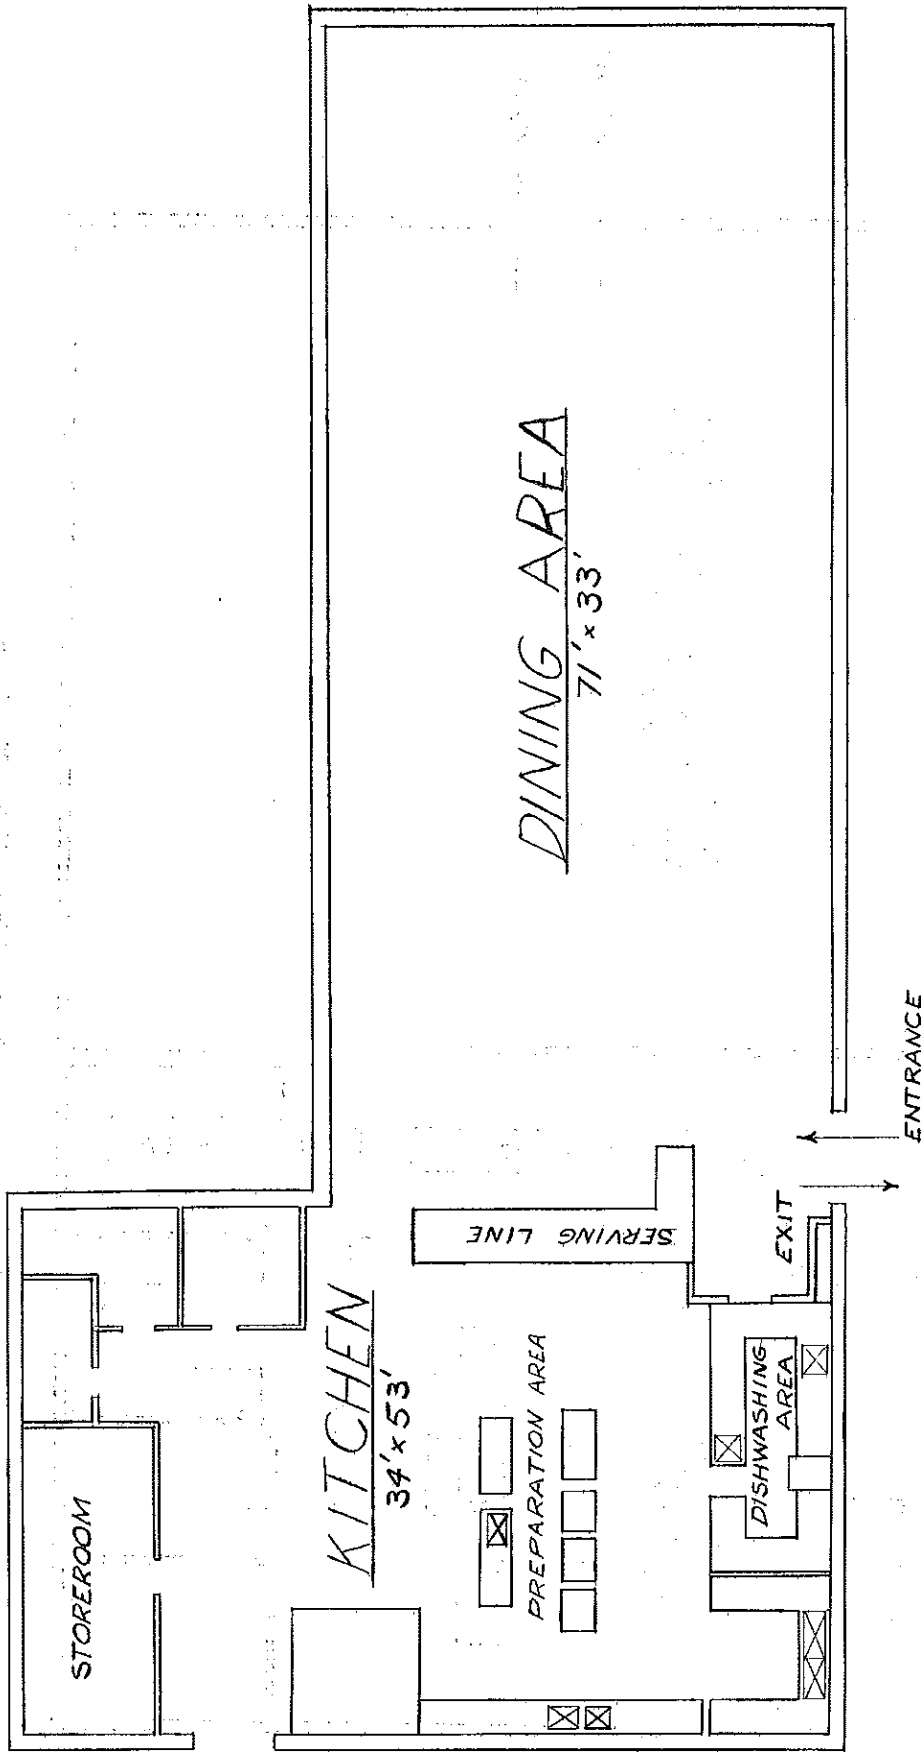 DINING AREA
71' x 33'
ENTRANCE
EXIT
SERVING LINE
KITCHEN
34' x 53'
PREPARATION AREA
DISHWASHING
AREA
STOREROOM